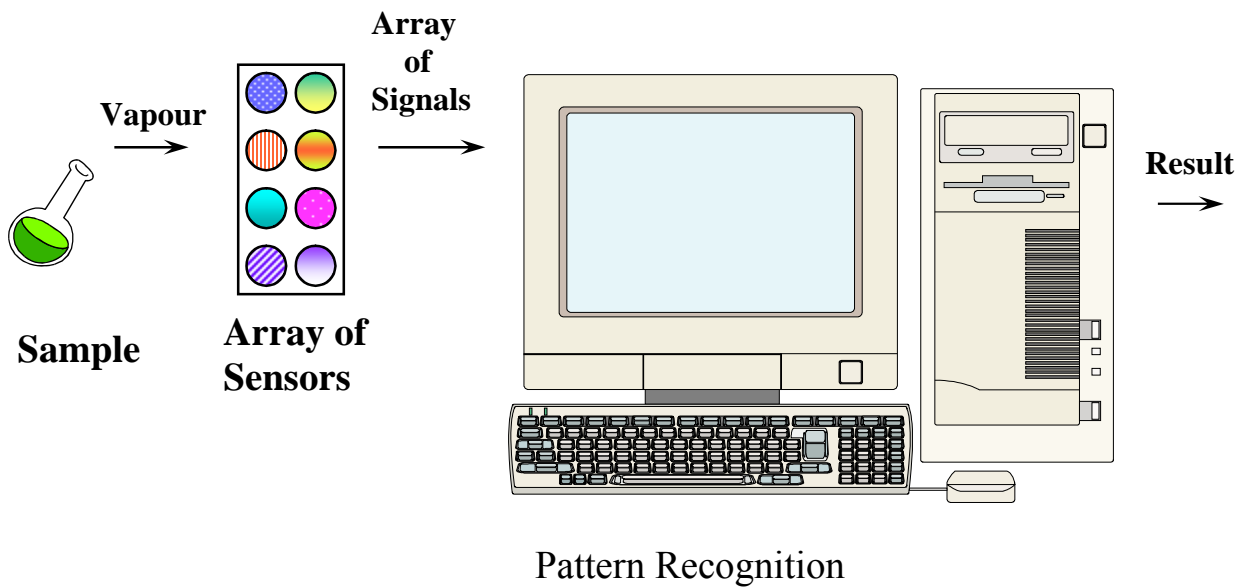 Array
of
Signals
Vapour
Result
Sample
Array of
Sensors
Pattern Recognition